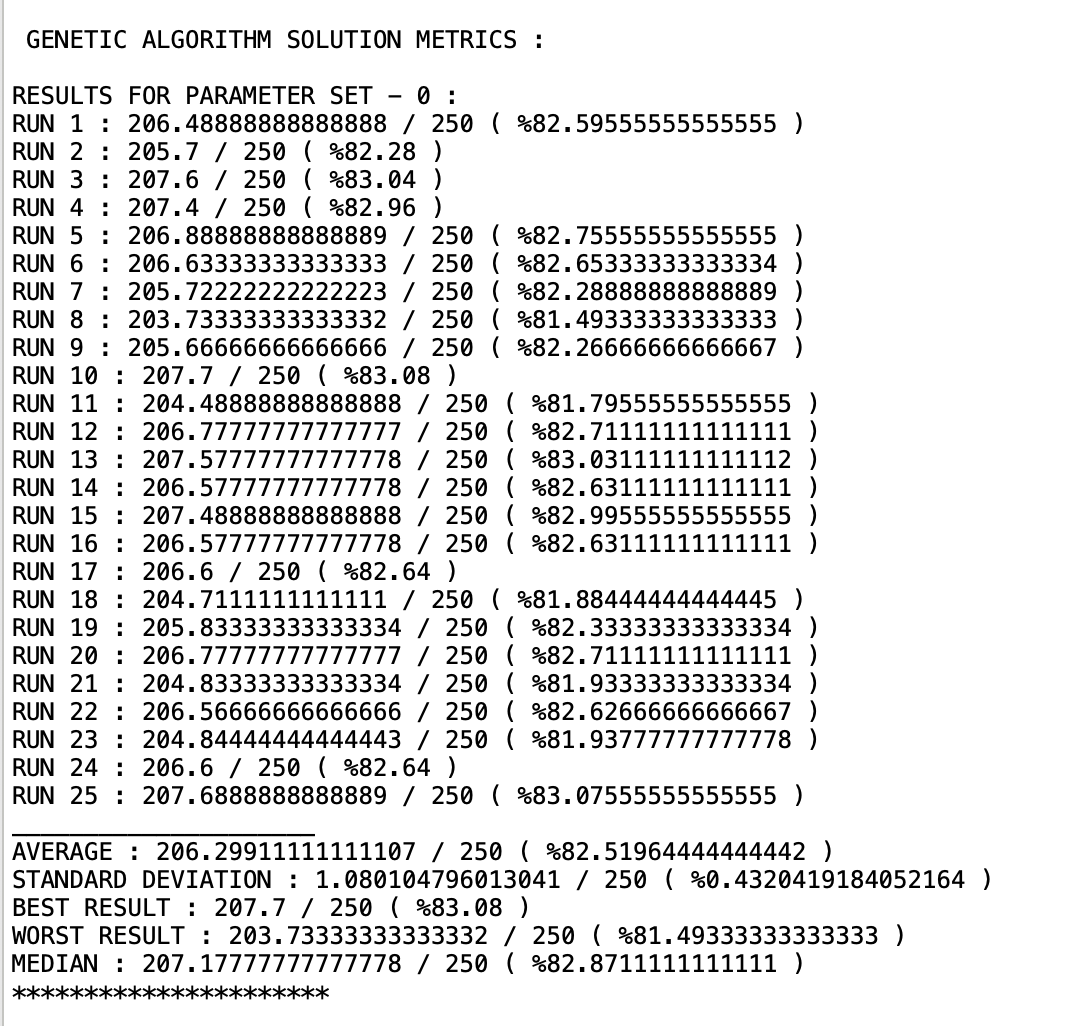 GENETIC ALGORITHM SOLUTION METRICS :
RESULTS FOR PARAMETER SET - 0 :
RUN 1 : 206.48888888888888 / 250 ( %82.59555555555555 )
RUN 2 : 205.7 / 250 ( %82.28 )
RUN 3 : 207.6 / 250 ( %83.04 )
RUN 4 : 207.4 / 250 ( %82.96 )
RUN 5 : 206.88888888888889 / 250 ( %82.75555555555555 )
RUN 6 : 206.63333333333333 / 250 ( %82.65333333333334 )
RUN 7 : 205.72222222222223 / 250 ( %82.28888888888889 )
RUN 8 : 203.73333333333332 / 250 ( %81.49333333333333 )
RUN 9 : 205.66666666666666 / 250 ( %82.26666666666667 )
RUN 10 : 207.7 / 250 ( %83.08 )
RUN 11 : 204.48888888888888 / 250 ( %81.79555555555555 )
RUN 12 : 206.77777777777777 / 250 ( %82.71111111111111 )
RUN 13 : 207.57777777777778 / 250 ( %83.03111111111112 )
RUN 14 : 206.57777777777778 / 250 ( %82.63111111111111 )
RUN 15 : 207.48888888888888 / 250 ( %82.99555555555555 )
RUN 16 : 206.57777777777778 / 250 ( %82.63111111111111 )
RUN 17 : 206.6 / 250 ( %82.64 )
RUN 18 : 204.7111111111111 / 250 ( %81.88444444444445 )
RUN 19 : 205.83333333333334 / 250 ( %82.33333333333334 )
RUN 20 : 206.77777777777777 / 250 ( %82.71111111111111 )
RUN 21 : 204.83333333333334 / 250 ( %81.93333333333334 )
RUN 22 : 206.56666666666666 / 250 ( %82.62666666666667 )
RUN 23 : 204.84444444444443 / 250 ( %81.93777777777778 )
RUN 24 : 206.6 / 250 ( %82.64 )
RUN 25 : 207.6888888888889 / 250 ( %83.07555555555555 )
_____________________
AVERAGE : 206.29911111111107 / 250 ( %82.51964444444442 )
STANDARD DEVIATION : 1.080104796013041 / 250 ( %0.4320419184052164 )
BEST RESULT : 207.7 / 250 ( %83.08 )
WORST RESULT : 203.73333333333332 / 250 ( %81.49333333333333 )
MEDIAN : 207.17777777777778 / 250 ( %82.8711111111111 )
**********************